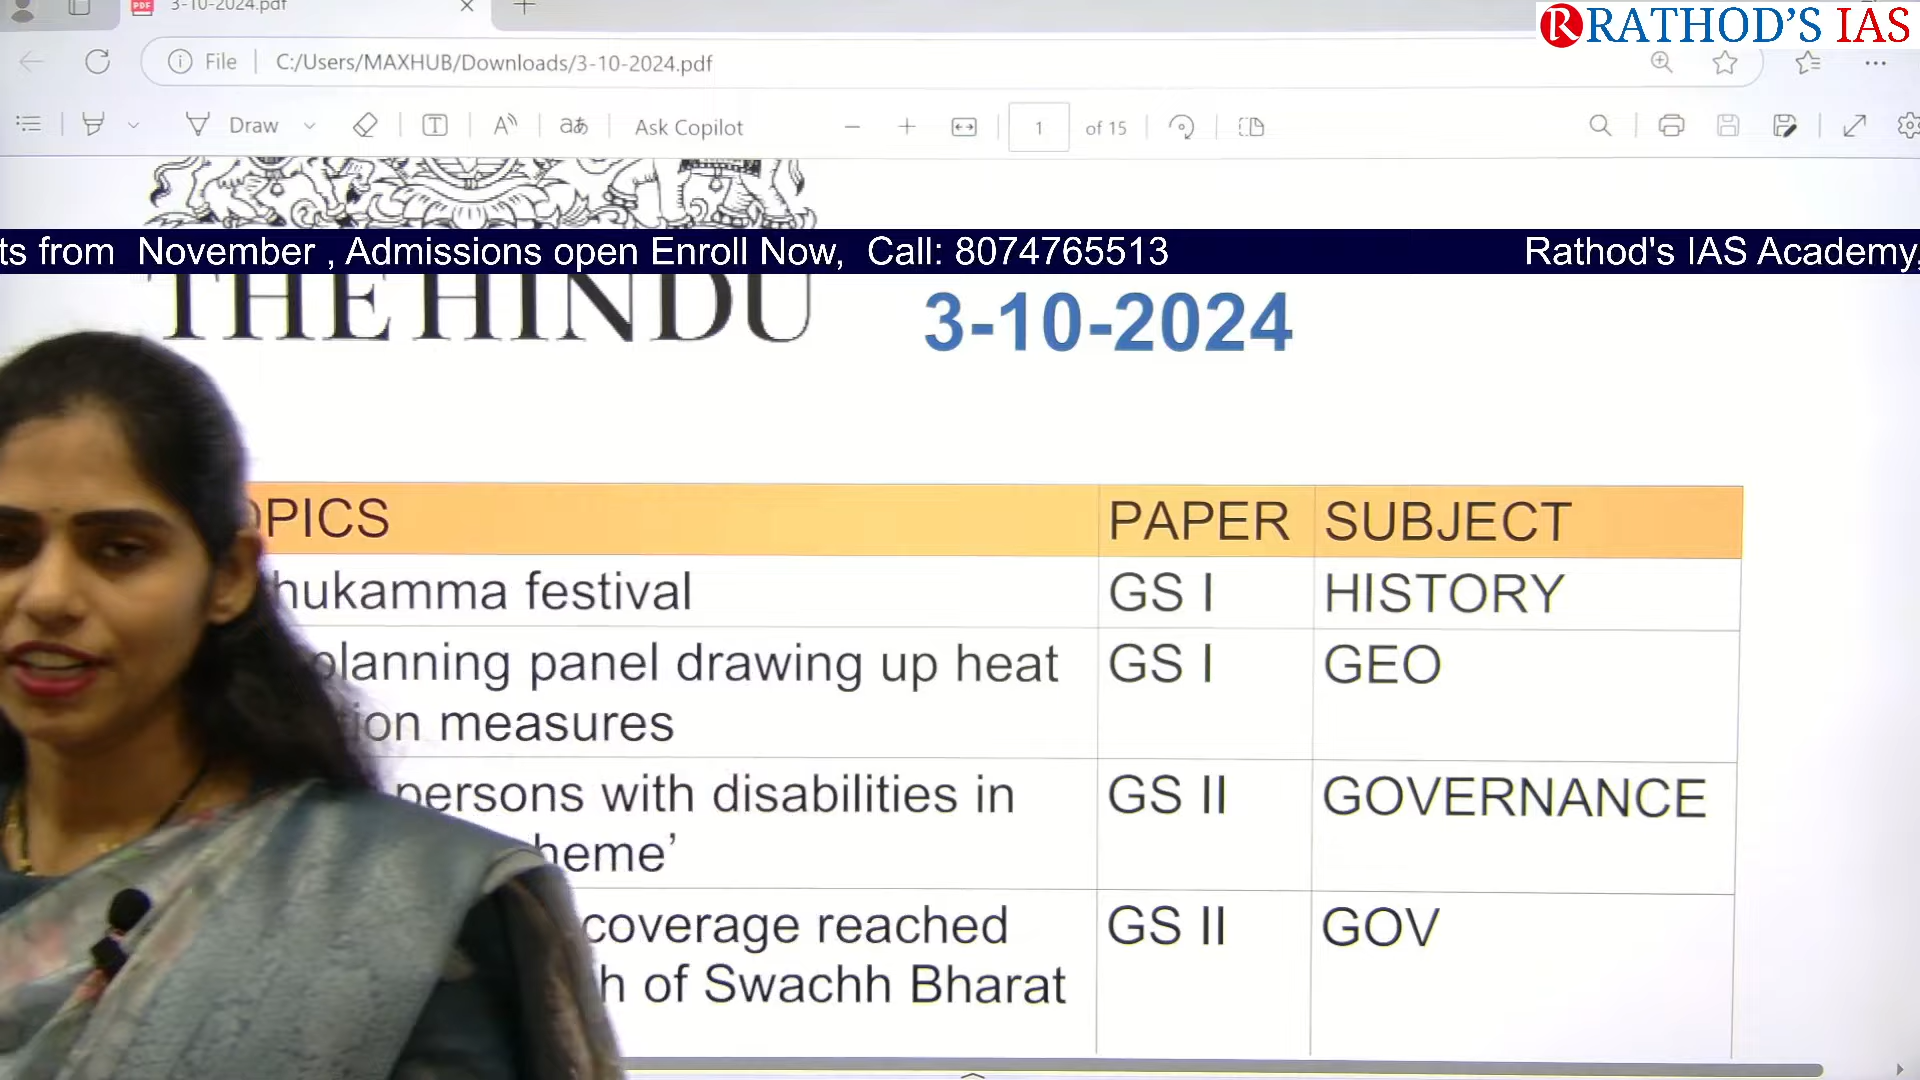 3-10-2024.pdf
RATHOD'S IAS
File
C:/Users/MAXHUB/Downloads/3-10-2024.pdf
Draw
T
A
aあ
Ask Copilot
1
of 15
ts from November , Admissions open Enroll Now, Call: 8074765513
Rathod's IAS Academy,
THE HINDU
3-10-2024
OPICS
PAPER
SUBJECT
hukamma festival
GS I
HISTORY
planning panel drawing up heat
GS I
GEO
ion measures
persons with disabilities in
GS II
GOVERNANCE
heme’
coverage reached
GS II
GOV
h of Swachh Bharat